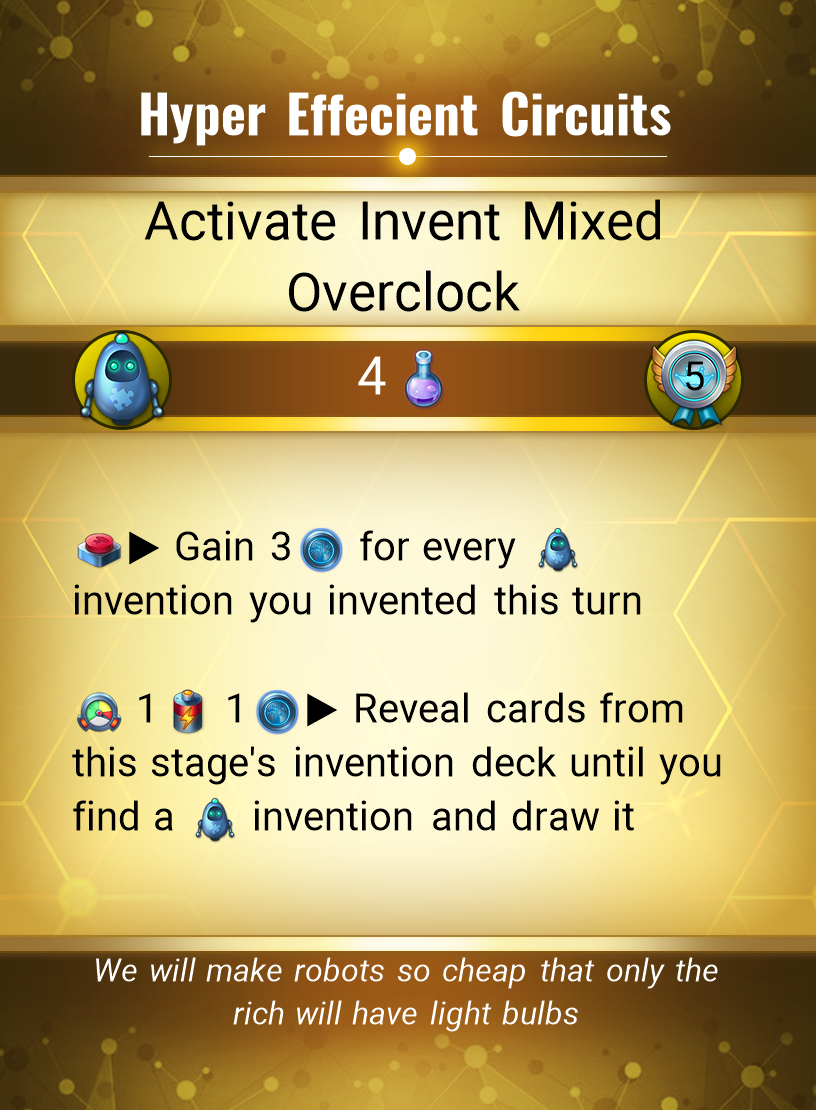 Hyper Effecient Circuits
Activate Invent Mixed
Overclock
4
5
▶ Gain 3 for every
invention you invented this turn
1 1 ▶ Reveal cards from
this stage's invention deck until you
find a invention and draw it
We will make robots so cheap that only the
rich will have light bulbs